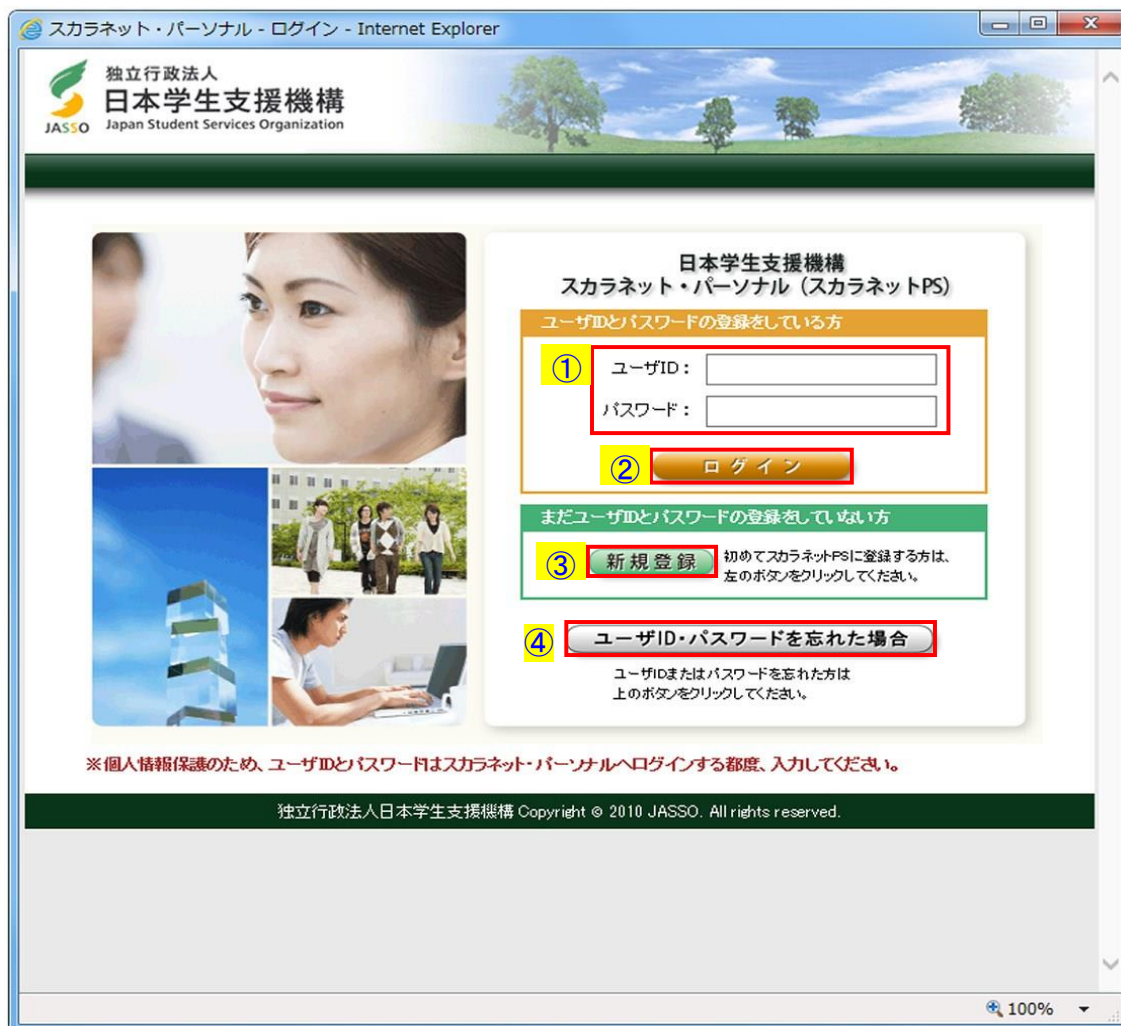 スカラネット・パーソナル - ログイン - Internet Explorer
独立行政法人
日本学生支援機構
JASSO Japan Student Services Organization
日本学生支援機構
スカラネット・パーソナル（スカラネットPS）
ユーザIDとパスワードの登録をしている方
① ユーザID：
パスワード：
② ログイン
まだユーザIDとパスワードの登録をしていない方
③ 新規登録 初めてスカラネットPSに登録する方は、
左のボタンをクリックしてください。
④ ユーザID・パスワードを忘れた場合
ユーザIDまたはパスワードを忘れた方は
上のボタンをクリックしてください。
※個人情報保護のため、ユーザIDとパスワードはスカラネット・パーソナルへログインする都度、入力してください。
独立行政法人日本学生支援機構 Copyright © 2010 JASSO. All rights reserved.
100%